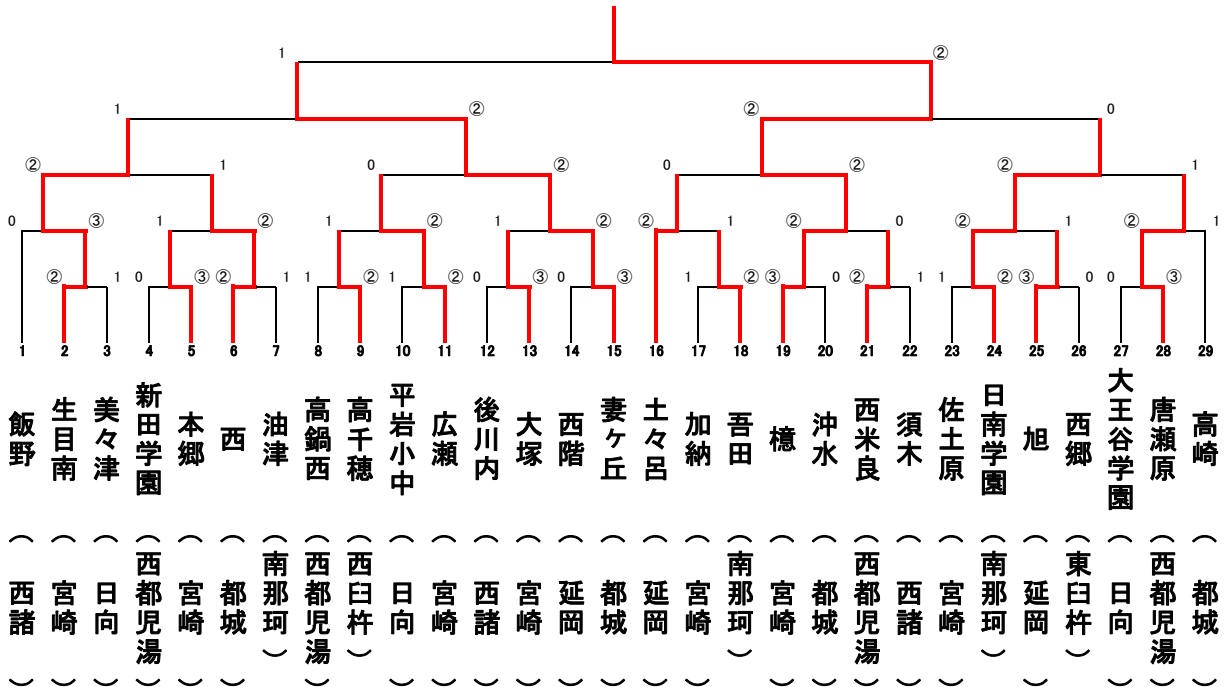 1 ②
1 ② ② 0
② 1 0 ② 0 ② ② 1
0 ③ 1 ② 1 ② 1 ② ② 1 ② 0 ② 1 ② 1
② 1 0 ③ ② 1 1 ② 1 ② 0 ③ 0 ③ 1 ② ③ 0 ② 1 1 ② ③ 0 0 ③
1 2 3 4 5 6 7 8 9 10 11 12 13 14 15 16 17 18 19 20 21 22 23 24 25 26 27 28 29
飯野 生目南 美々津 新田学園 本郷 西 油津 高鍋西 高千穂 平岩小中 広瀬 後川内 大塚 西階 妻ヶ丘 土々呂 加納 吾田 檍 沖水 西米良 須木 佐土原 日南学園 旭 西郷 大王谷学園 唐瀬原 高崎
（西諸） （宮崎） （日向） （西都児湯） （宮崎） （都城） （南那珂） （西都児湯） （西臼杵） （日向） （宮崎） （西諸） （宮崎） （延岡） （都城） （延岡） （宮崎） （南那珂） （宮崎） （都城） （西都児湯） （西諸） （宮崎） （南那珂） （延岡） （東臼杵） （日向） （西都児湯） （都城）